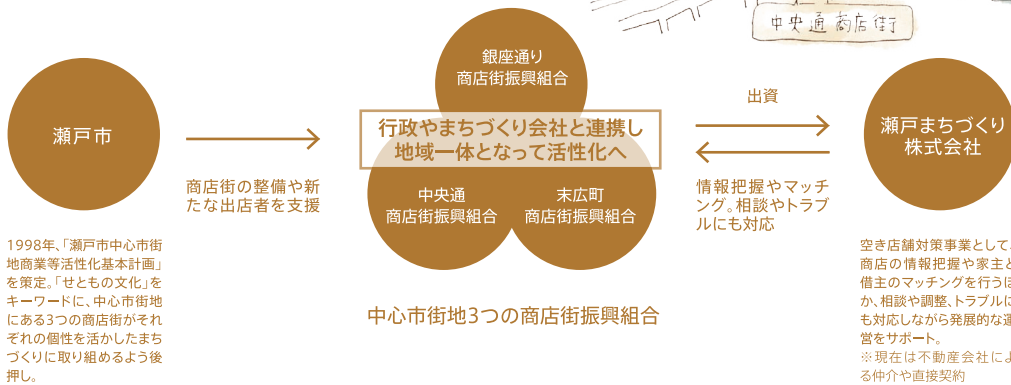 中央通商店街
銀座通り
商店街振興組合
瀬戸市
行政やまちづくり会社と連携し
地域一体となって活性化へ
出資
瀬戸まちづくり
株式会社
商店街の整備や新
たな出店者を支援
中央通
商店街振興組合
末広町
商店街振興組合
情報把握やマッチ
ング。相談やトラブ
ルにも対応
1998年、「瀬戸市中心市街
地商業等活性化基本計画」
を策定。「せともの文化」を
キーワードに、中心市街地
にある3つの商店街がそれ
ぞれの個性を活かしたまち
づくりに取り組めるよう後
押し。
中心市街地3つの商店街振興組合
空き店舗対策事業として、
商店の情報把握や家主と
借主のマッチングを行うほ
か、相談や調整、トラブルに
も対応しながら発展的な運
営をサポート。
※現在は不動産会社によ
る仲介や直接契約